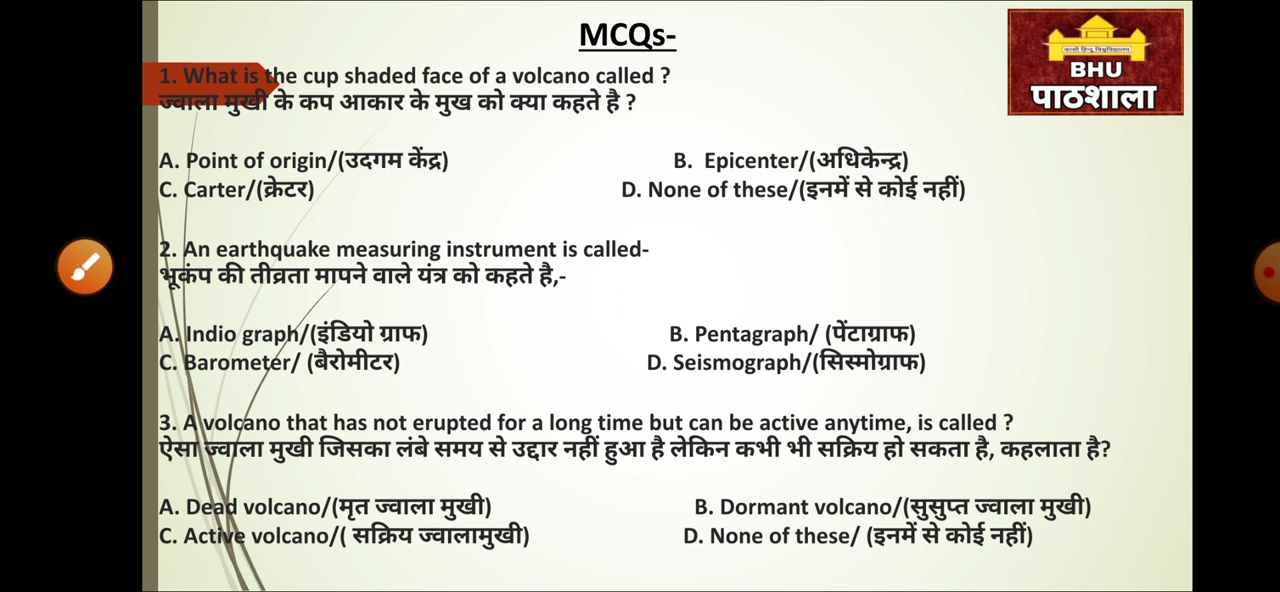 MCQs-
काशी हिन्दू विश्वविद्यालय
BHU
पाठशाला
1. What is the cup shaded face of a volcano called ?
ज्वाला मुखी के कप आकार के मुख को क्या कहते है ?
A. Point of origin/(उदगम केंद्र) B. Epicenter/(अधिकेन्द्र)
C. Carter/(क्रेटर) D. None of these/(इनमें से कोई नहीं)
2. An earthquake measuring instrument is called-
भूकंप की तीव्रता मापने वाले यंत्र को कहते है,-
A. Indio graph/(इंडियो ग्राफ) B. Pentagraph/ (पेंटाग्राफ)
C. Barometer/ (बैरोमीटर) D. Seismograph/(सिस्मोग्राफ)
3. A volcano that has not erupted for a long time but can be active anytime, is called ?
ऐसा ज्वाला मुखी जिसका लंबे समय से उद्दार नहीं हुआ है लेकिन कभी भी सक्रिय हो सकता है, कहलाता है?
A. Dead volcano/(मृत ज्वाला मुखी) B. Dormant volcano/(सुसुप्त ज्वाला मुखी)
C. Active volcano/( सक्रिय ज्वालामुखी) D. None of these/ (इनमें से कोई नहीं)